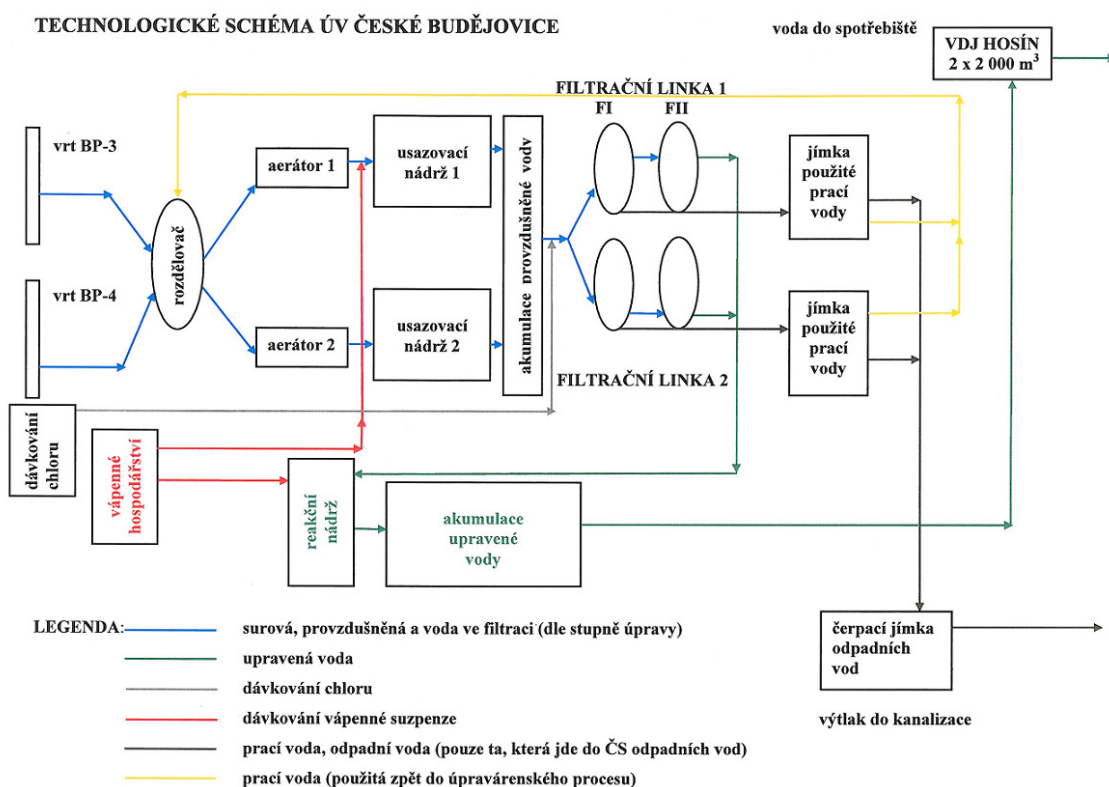 TECHNOLOGICKÉ SCHÉMA ÚV ČESKÉ BUDĚJOVICE
voda do spotřebiště
VDJ HOSÍN
2 x 2 000 m³
FILTRAČNÍ LINKA 1
FI
FII
vrt BP-3
vrt BP-4
rozdělovač
aerátor 1
aerátor 2
usazovací
nádrž 1
usazovací
nádrž 2
akumulace provzdušněné vody
jímka
použité
prací
vody
jímka
použité
prací
vody
FILTRAČNÍ LINKA 2
dávkování
chloru
vápenné
hospodářství
reakční
nádrž
akumulace
upravené
vody
čerpací jímka
odpadních
vod
výtlak do kanalizace
LEGENDA:
surová, provzdušněná a voda ve filtraci (dle stupně úpravy)
upravená voda
dávkování chloru
dávkování vápenné suzpenze
prací voda, odpadní voda (pouze ta, která jde do ČS odpadních vod)
prací voda (použitá zpět do úpravárenského procesu)